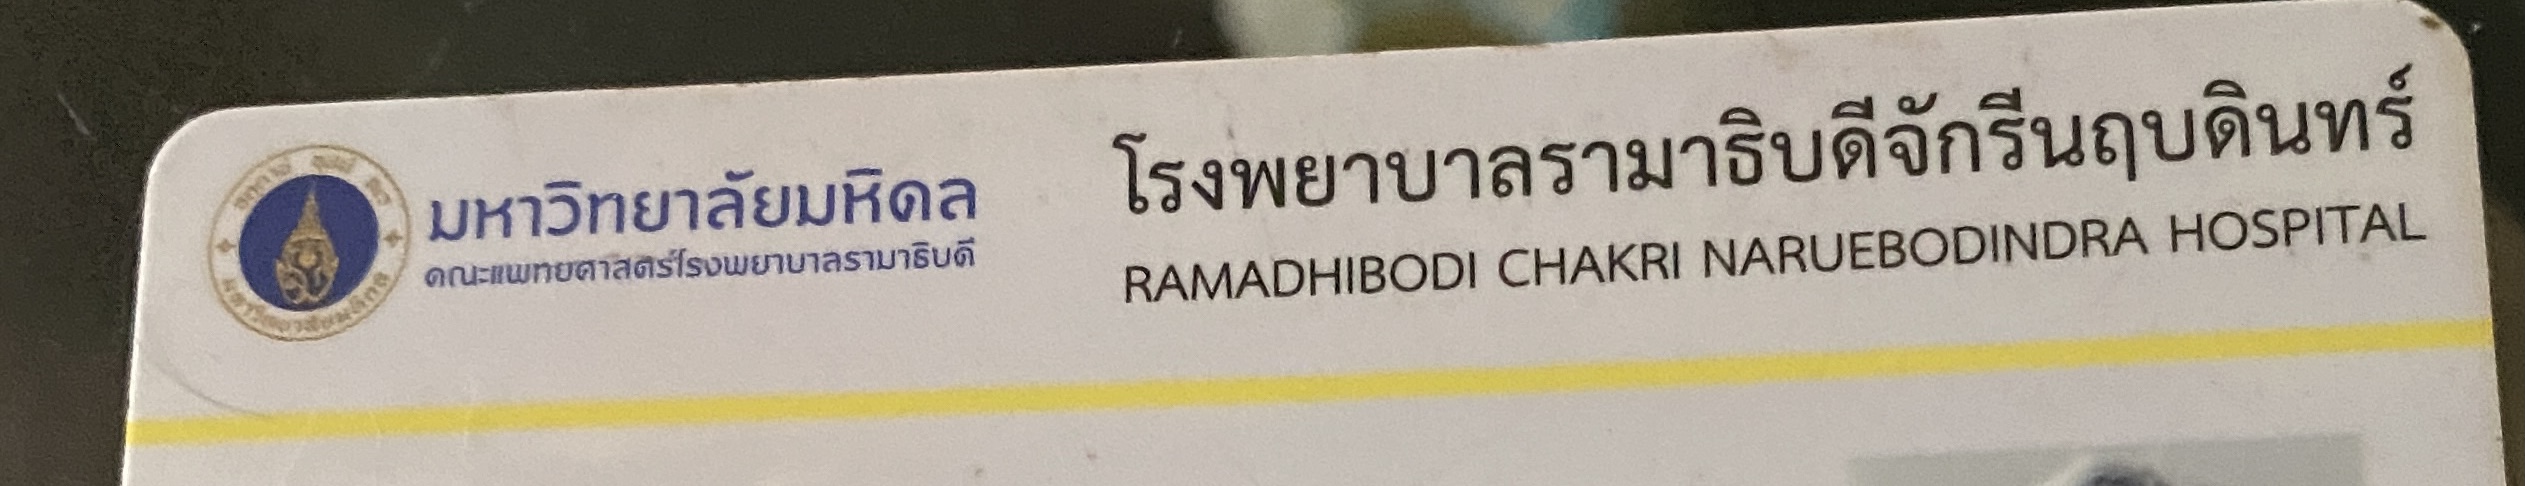 มหาวิทยาลัยมหิดล
คณะแพทยศาสตร์โรงพยาบาลรามาธิบดี
โรงพยาบาลรามาธิบดีจักรีนฤบดินทร์
RAMADHIBODI CHAKRI NARUEBODINDRA HOSPITAL